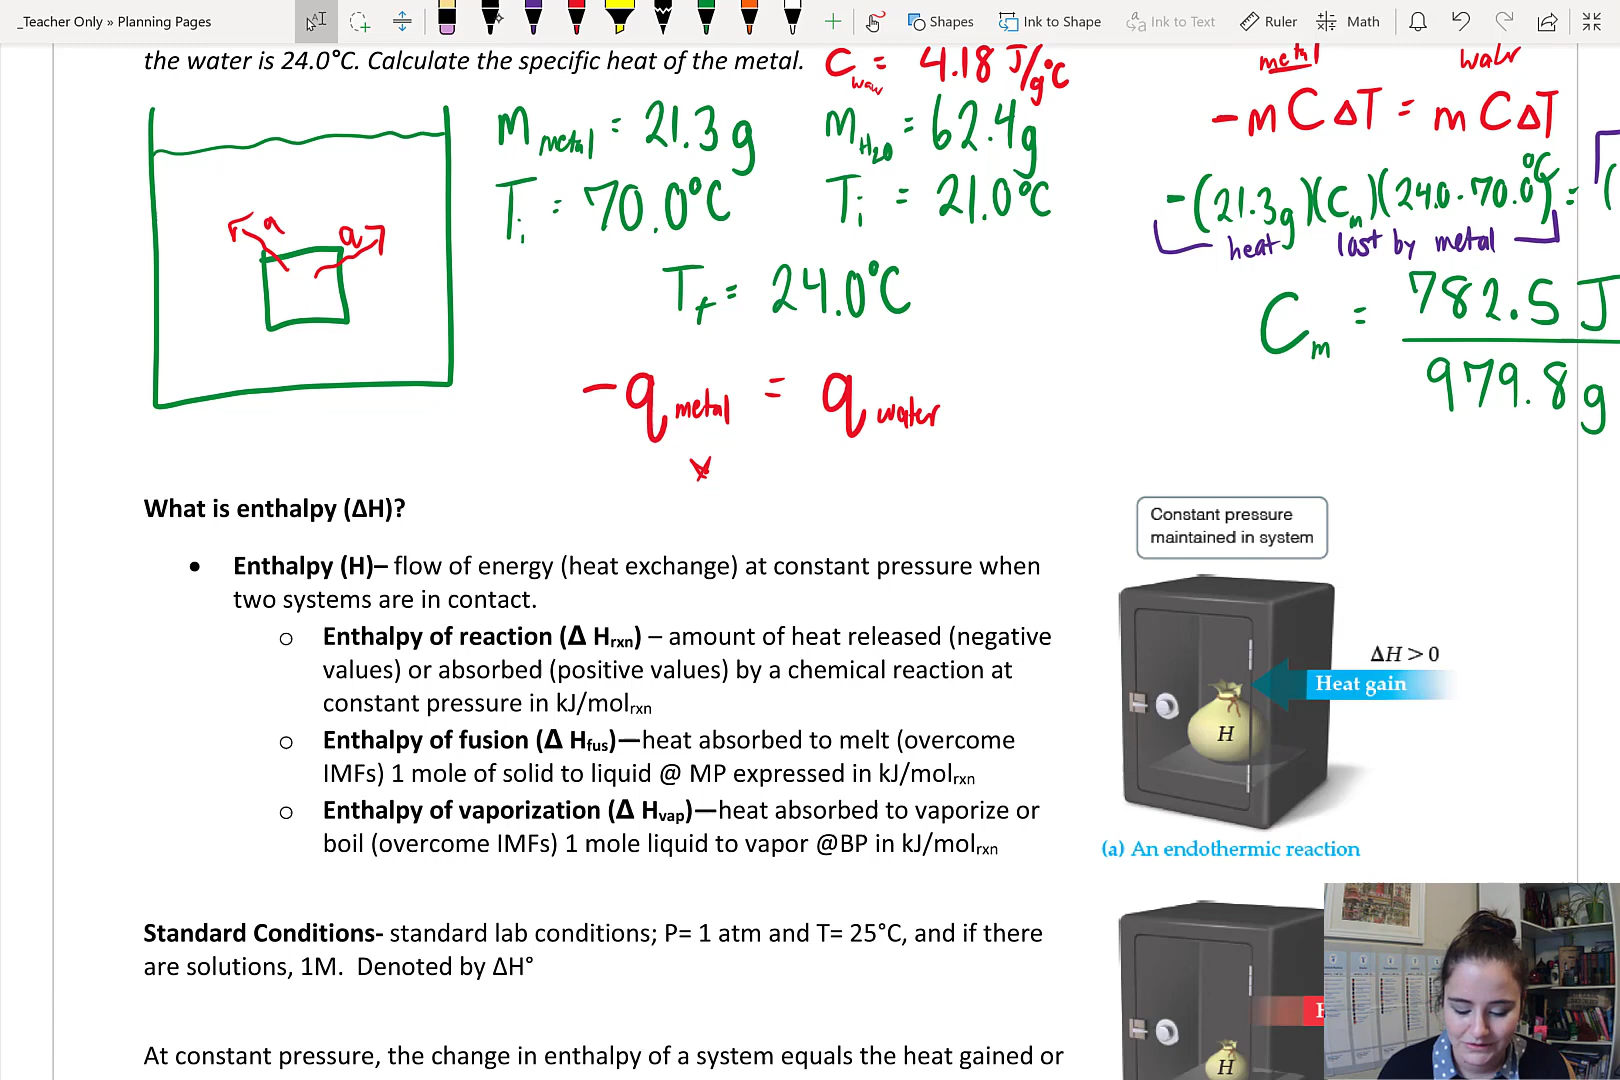 _Teacher Only » Planning Pages
Shapes
Ink to Shape
Ink to Text
Ruler
Math
the water is 24.0°C. Calculate the specific heat of the metal.
C = 4.18 J/g°C
metal
water
m metal = 21.3 g
m H₂O = 62.4 g
-m C ΔT = m C ΔT
Ti = 70.0°C
Ti = 21.0°C
-(21.3g)(Cm)(24.0-70.0°C) = (
heat lost by metal
q
q
Tf = 24.0°C
Cm = 782.5 J
979.8 g
-q metal = q water
What is enthalpy (ΔH)?
• Enthalpy (H)– flow of energy (heat exchange) at constant pressure when
two systems are in contact.
o Enthalpy of reaction (Δ Hrxn) – amount of heat released (negative
values) or absorbed (positive values) by a chemical reaction at
constant pressure in kJ/molrxn
o Enthalpy of fusion (Δ Hfus)—heat absorbed to melt (overcome
IMFs) 1 mole of solid to liquid @ MP expressed in kJ/molrxn
o Enthalpy of vaporization (Δ Hvap)—heat absorbed to vaporize or
boil (overcome IMFs) 1 mole liquid to vapor @BP in kJ/molrxn
Standard Conditions- standard lab conditions; P= 1 atm and T= 25°C, and if there
are solutions, 1M.  Denoted by ΔH°
At constant pressure, the change in enthalpy of a system equals the heat gained or
Constant pressure
maintained in system
ΔH > 0
Heat gain
H
(a) An endothermic reaction
H